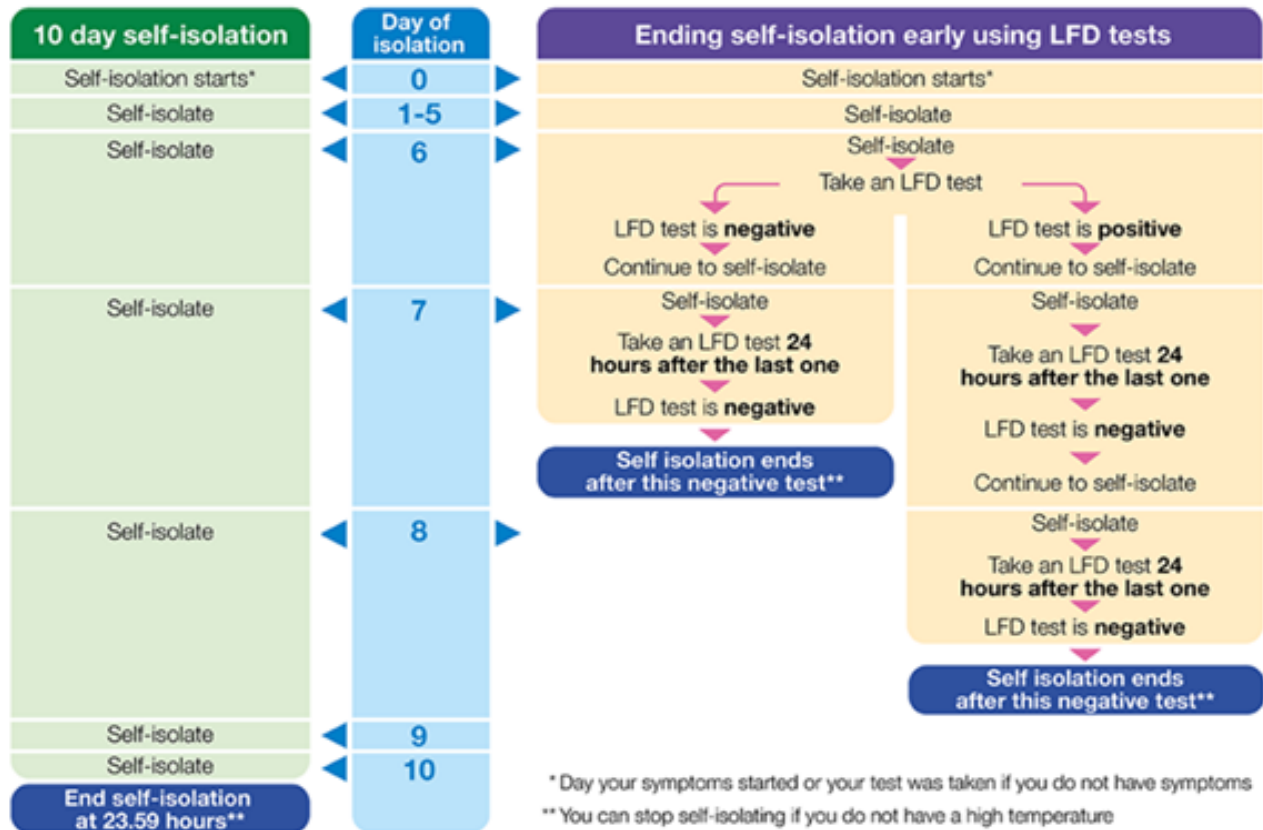 10 day self-isolation
Day of
isolation
Ending self-isolation early using LFD tests
Self-isolation starts*
0
Self-isolation starts*
Self-isolate
1-5
Self-isolate
Self-isolate
6
Self-isolate
Take an LFD test
LFD test is negative
LFD test is positive
Continue to self-isolate
Continue to self-isolate
Self-isolate
7
Self-isolate
Self-isolate
Take an LFD test 24
hours after the last one
Take an LFD test 24
hours after the last one
LFD test is negative
LFD test is negative
Self isolation ends
after this negative test**
Continue to self-isolate
Self-isolate
8
Self-isolate
Take an LFD test 24
hours after the last one
LFD test is negative
Self isolation ends
after this negative test**
Self-isolate
9
Self-isolate
10
End self-isolation
at 23.59 hours**
* Day your symptoms started or your test was taken if you do not have symptoms
** You can stop self-isolating if you do not have a high temperature